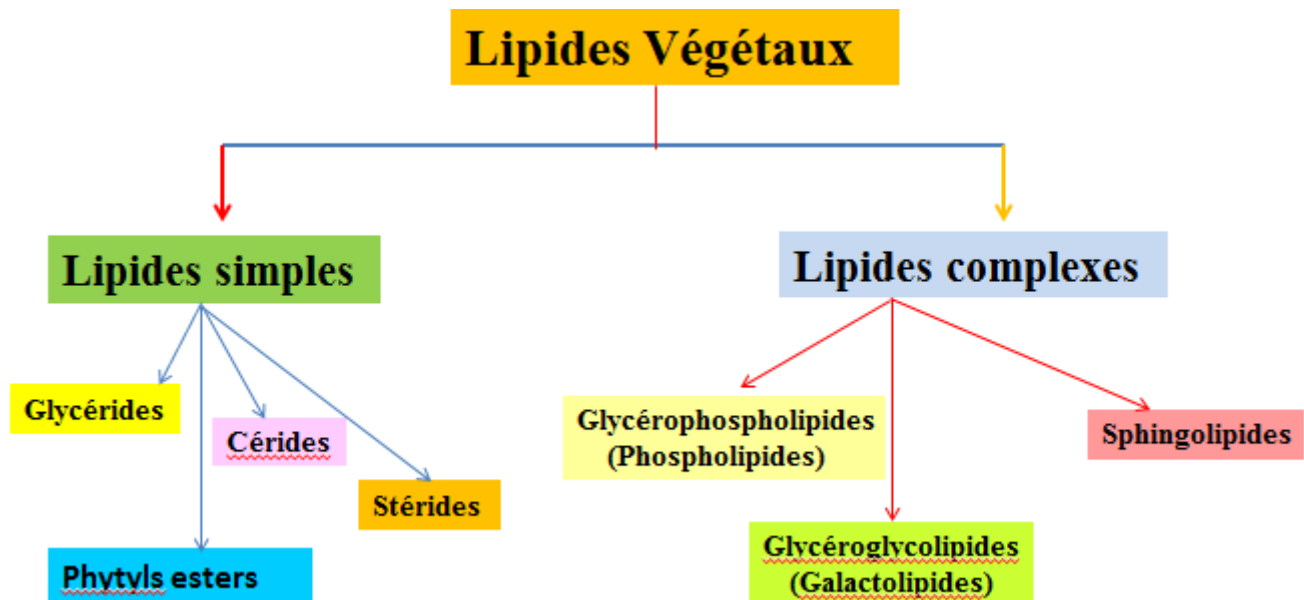 Lipides Végétaux
Lipides simples
Lipides complexes
Glycérides
Cérides
Stérides
Phytyls esters
Glycérophospholipides
(Phospholipides)
Sphingolipides
Glycéroglycolipides
(Galactolipides)